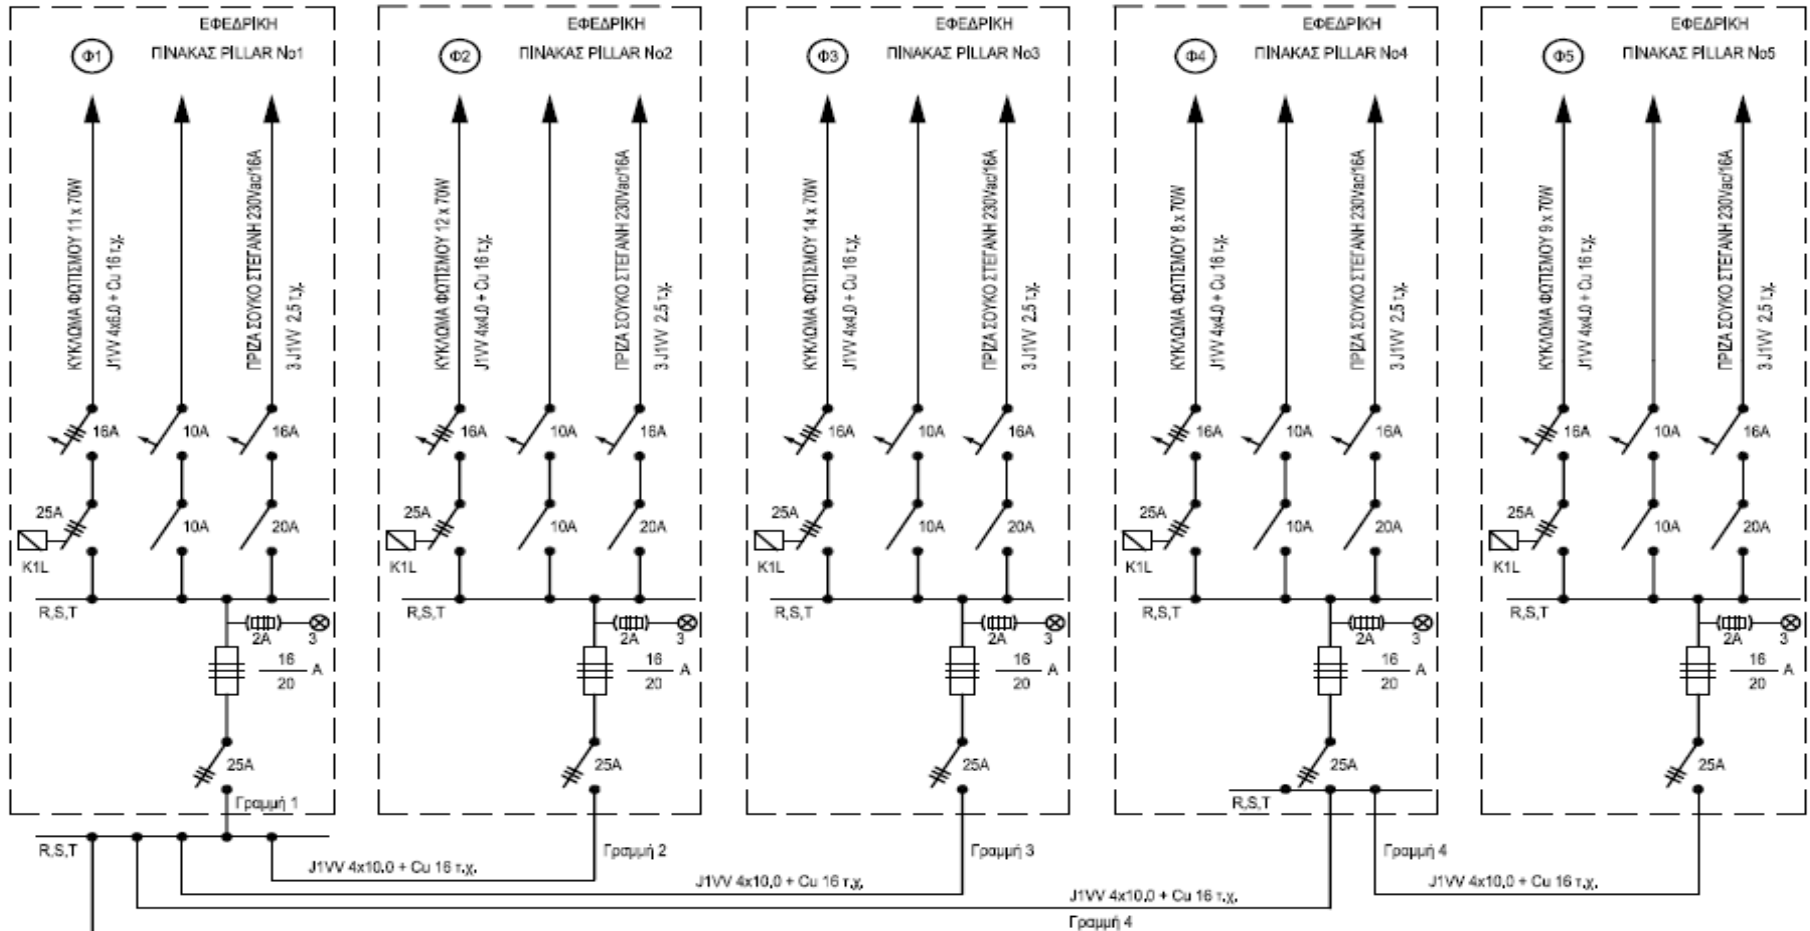 ΕΦΕΔΡΙΚΗ
Φ1
ΠΙΝΑΚΑΣ PILLAR No1
ΚΥΚΛΩΜΑ ΦΩΤΙΣΜΟΥ 11 x 70W
J1VV 4x6.0 + Cu 16 τ.χ.
ΠΡΙΖΑ ΣΟΥΚΟ ΣΤΕΓΑΝΗ 230Vac/16A
3 J1VV 2,5 τ.χ.
16A
10A
16A
25A
10A
20A
K1L
R,S,T
2A
3
16
20
A
25A
Γραμμή 1
ΕΦΕΔΡΙΚΗ
Φ2
ΠΙΝΑΚΑΣ PILLAR No2
ΚΥΚΛΩΜΑ ΦΩΤΙΣΜΟΥ 12 x 70W
J1VV 4x4.0 + Cu 16 τ.χ.
ΠΡΙΖΑ ΣΟΥΚΟ ΣΤΕΓΑΝΗ 230Vac/16A
3 J1VV 2,5 τ.χ.
16A
10A
16A
25A
10A
20A
K1L
R,S,T
2A
3
16
20
A
25A
ΕΦΕΔΡΙΚΗ
Φ3
ΠΙΝΑΚΑΣ PILLAR No3
ΚΥΚΛΩΜΑ ΦΩΤΙΣΜΟΥ 14 x 70W
J1VV 4x4.0 + Cu 16 τ.χ.
ΠΡΙΖΑ ΣΟΥΚΟ ΣΤΕΓΑΝΗ 230Vac/16A
3 J1VV 2,5 τ.χ.
16A
10A
16A
25A
10A
20A
K1L
R,S,T
2A
3
16
20
A
25A
ΕΦΕΔΡΙΚΗ
Φ4
ΠΙΝΑΚΑΣ PILLAR No4
ΚΥΚΛΩΜΑ ΦΩΤΙΣΜΟΥ 8 x 70W
J1VV 4x4.0 + Cu 16 τ.χ.
ΠΡΙΖΑ ΣΟΥΚΟ ΣΤΕΓΑΝΗ 230Vac/16A
3 J1VV 2,5 τ.χ.
16A
10A
16A
25A
10A
20A
K1L
R,S,T
2A
3
16
20
A
25A
R,S,T
ΕΦΕΔΡΙΚΗ
Φ5
ΠΙΝΑΚΑΣ PILLAR No5
ΚΥΚΛΩΜΑ ΦΩΤΙΣΜΟΥ 9 x 70W
J1VV 4x4.0 + Cu 16 τ.χ.
ΠΡΙΖΑ ΣΟΥΚΟ ΣΤΕΓΑΝΗ 230Vac/16A
3 J1VV 2,5 τ.χ.
16A
10A
16A
25A
10A
20A
K1L
R,S,T
2A
3
16
20
A
25A
R,S,T
Γραμμή 2
Γραμμή 3
Γραμμή 4
J1VV 4x10.0 + Cu 16 τ.χ.
J1VV 4x10,0 + Cu 16 τ.χ.
J1VV 4x10,0 + Cu 16 τ.χ.
J1VV 4x10,0 + Cu 16 τ.χ.
Γραμμή 4